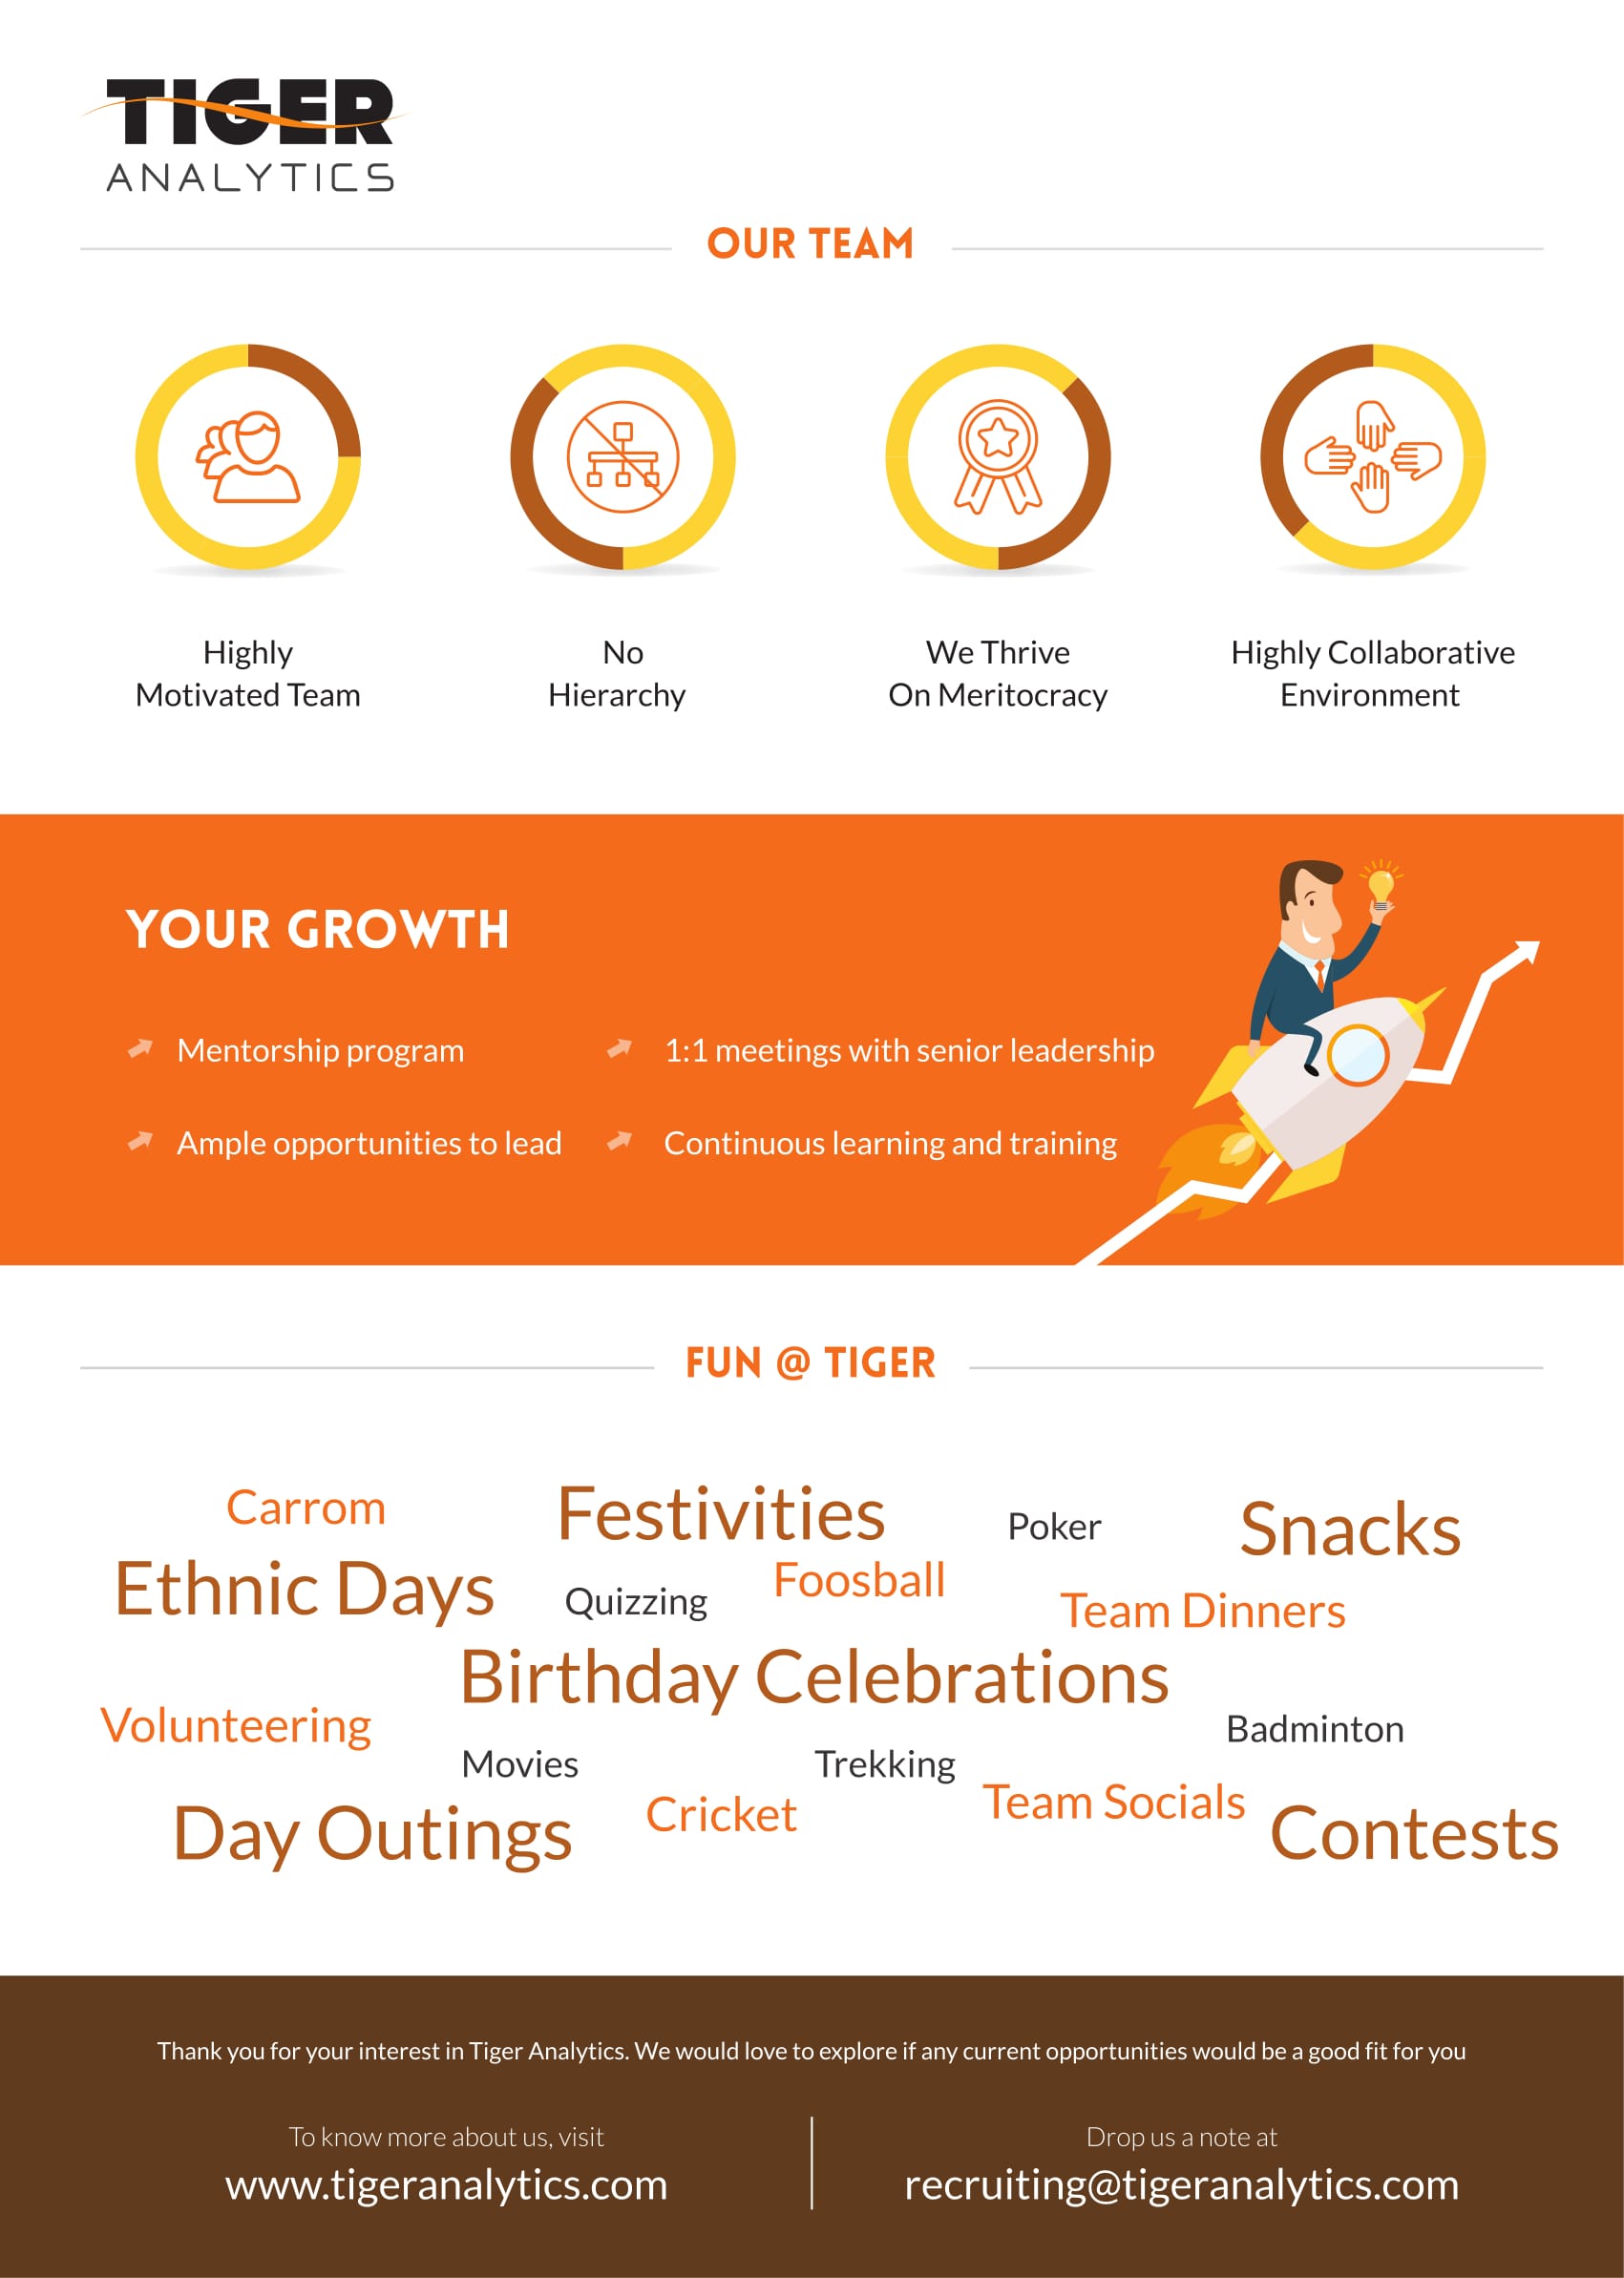 TIGER
ANALYTICS
OUR TEAM
Highly
Motivated Team
No
Hierarchy
We Thrive
On Meritocracy
Highly Collaborative
Environment
YOUR GROWTH
Mentorship program
1:1 meetings with senior leadership
Ample opportunities to lead
Continuous learning and training
FUN @ TIGER
Carrom
Festivities
Poker
Snacks
Ethnic Days
Quizzing
Foosball
Team Dinners
Birthday Celebrations
Volunteering
Badminton
Movies
Trekking
Day Outings
Cricket
Team Socials
Contests
Thank you for your interest in Tiger Analytics. We would love to explore if any current opportunities would be a good fit for you
To know more about us, visit
www.tigeranalytics.com
Drop us a note at
recruiting@tigeranalytics.com